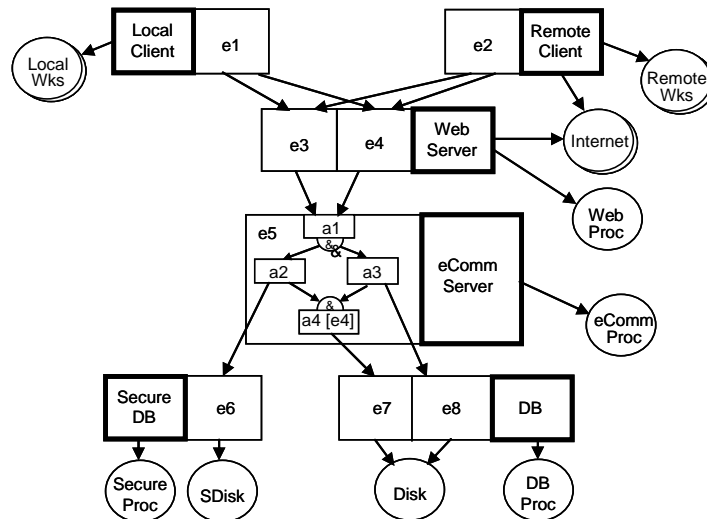 Local
Client
e1
e2
Remote
Client
Local
Wks
Remote
Wks
e3
e4
Web
Server
Internet
Web
Proc
e5
a1
&
&
a2
a3
&
a4 [e4]
eComm
Server
eComm
Proc
Secure
DB
e6
e7
e8
DB
Secure
Proc
SDisk
Disk
DB
Proc